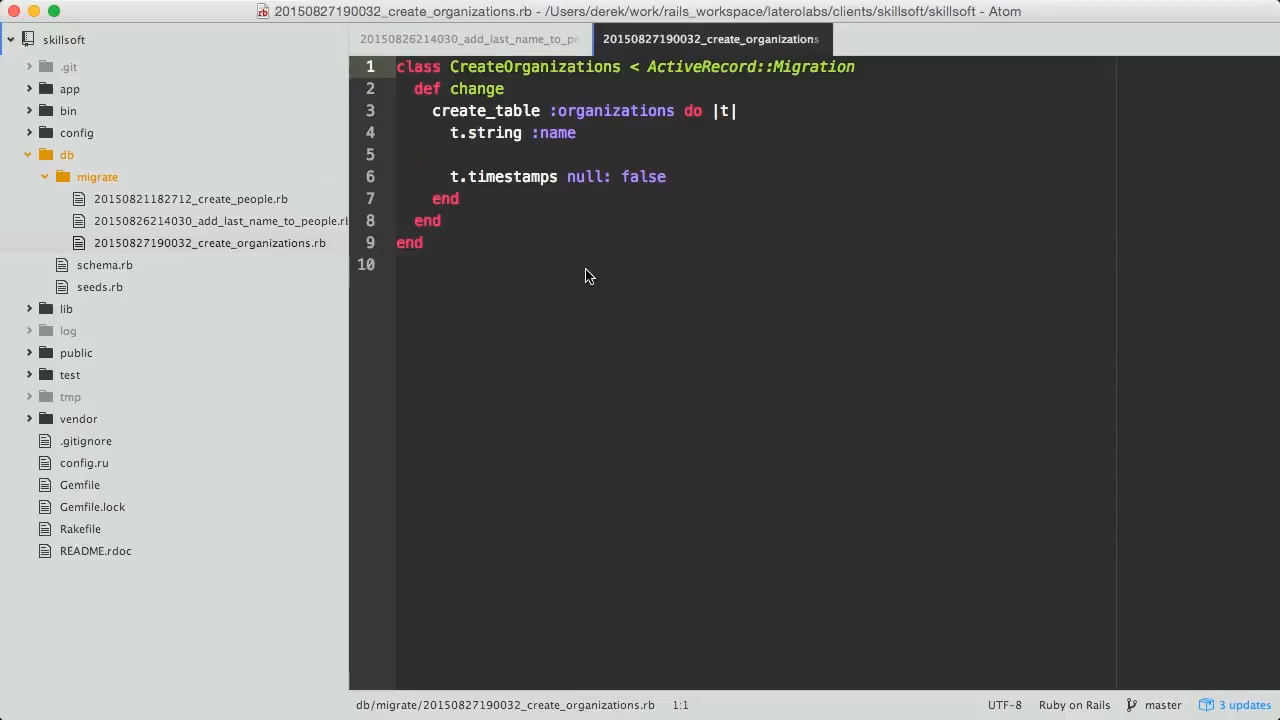 20150827190032_create_organizations.rb - /Users/derek/work/rails_workspace/laterolabs/clients/skillsoft/skillsoft - Atom
skillsoft
.git
app
bin
config
db
migrate
20150821182712_create_people.rb
20150826214030_add_last_name_to_people.rb
20150827190032_create_organizations.rb
schema.rb
seeds.rb
lib
log
public
test
tmp
vendor
.gitignore
config.ru
Gemfile
Gemfile.lock
Rakefile
README.rdoc
20150826214030_add_last_name_to_pe
20150827190032_create_organizations
1 class CreateOrganizations < ActiveRecord::Migration
2 def change
3 create_table :organizations do |t|
4 t.string :name
5
6 t.timestamps null: false
7 end
8 end
9 end
10
db/migrate/20150827190032_create_organizations.rb 1:1 UTF-8 Ruby on Rails master 3 updates